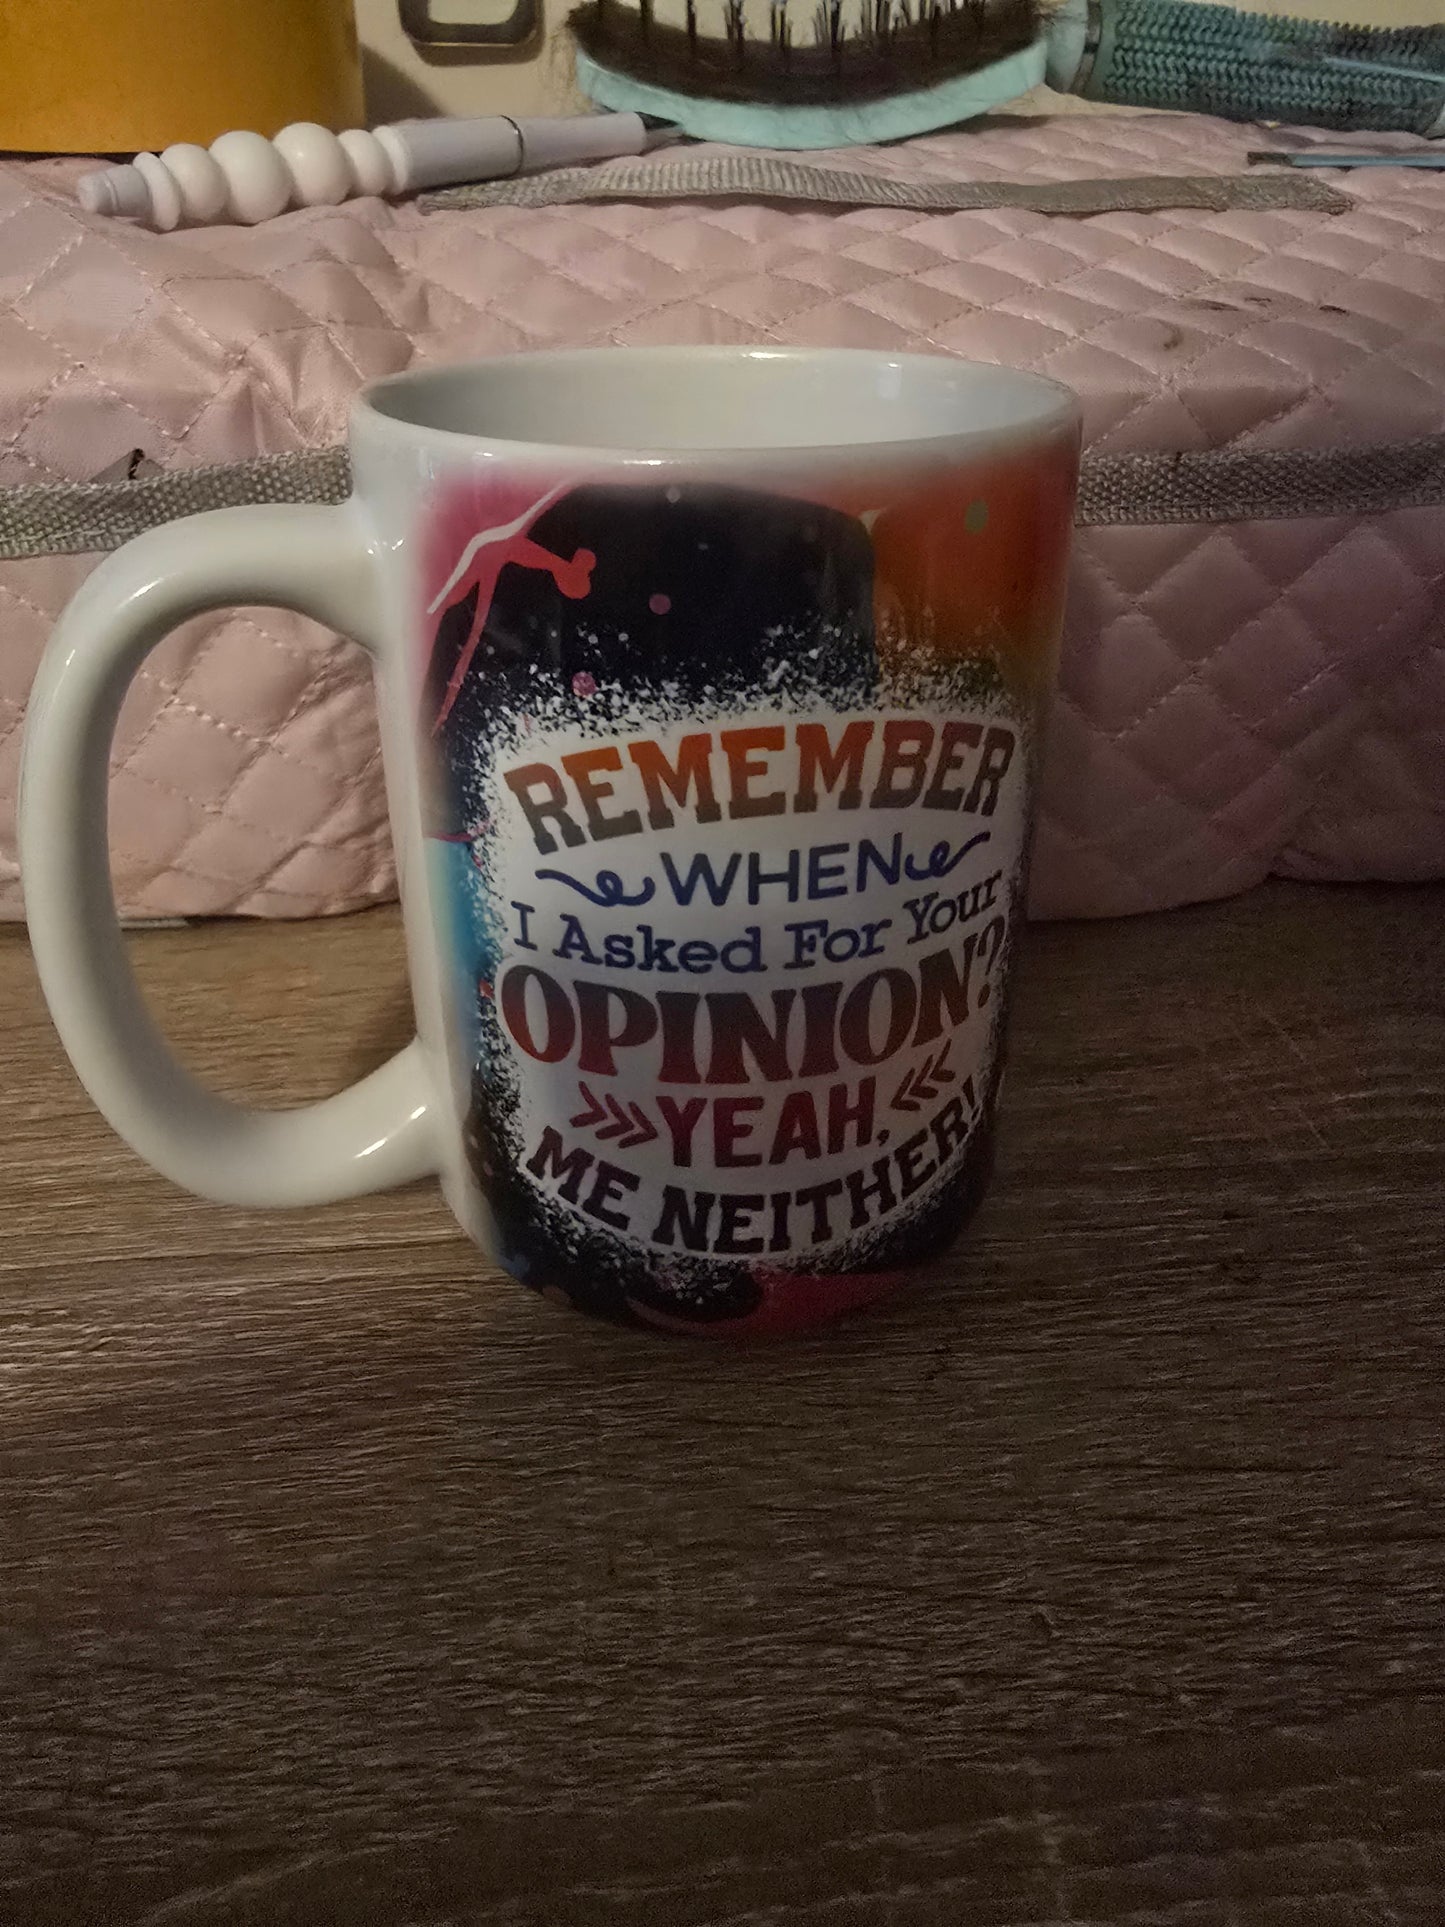 REMEMBER
WHEN
I Asked For Your
OPINION?
YEAH,
ME NEITHER!